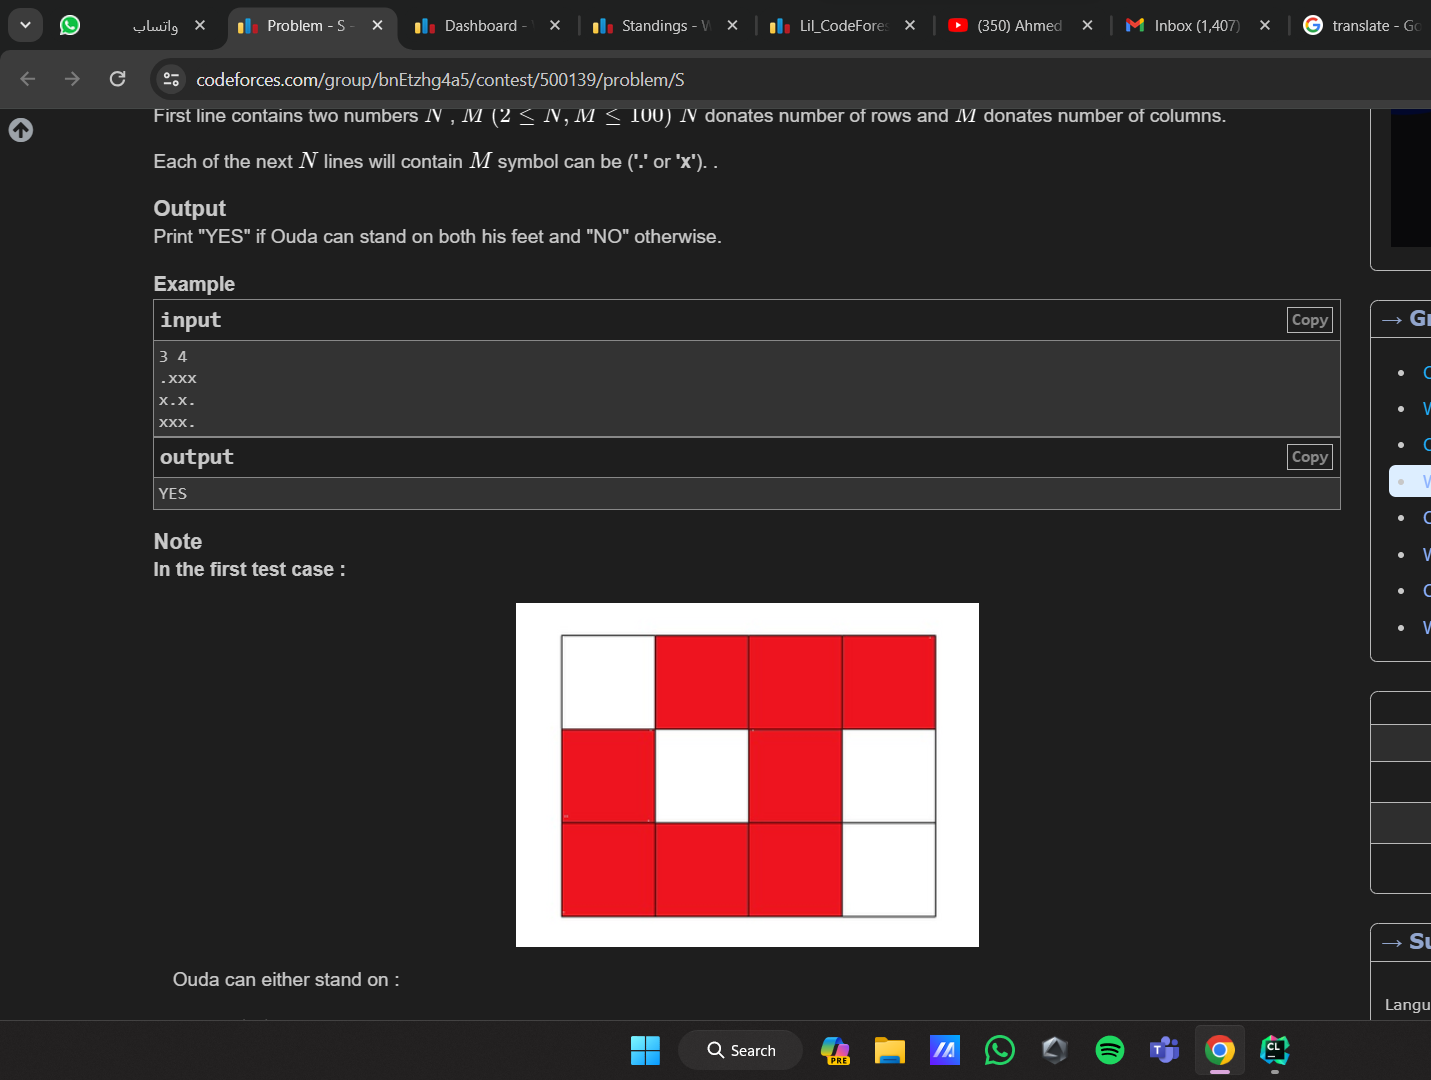 واتساب
Problem - S -
Dashboard -
Standings - W
Lil_CodeFores
(350) Ahmed
Inbox (1,407)
translate - Go
codeforces.com/group/bnEtzhg4a5/contest/500139/problem/S
First line contains two numbers N , M (2 ≤ N, M ≤ 100) N donates number of rows and M donates number of columns.
Each of the next N lines will contain M symbol can be ('.' or 'x'). .
Output
Print "YES" if Ouda can stand on both his feet and "NO" otherwise.
Example
input
Copy
3 4
.xxx
x.x.
xxx.
output
Copy
YES
Note
In the first test case :
Ouda can either stand on :
→ Gr
→ Su
Langu
Search
PRE
CL